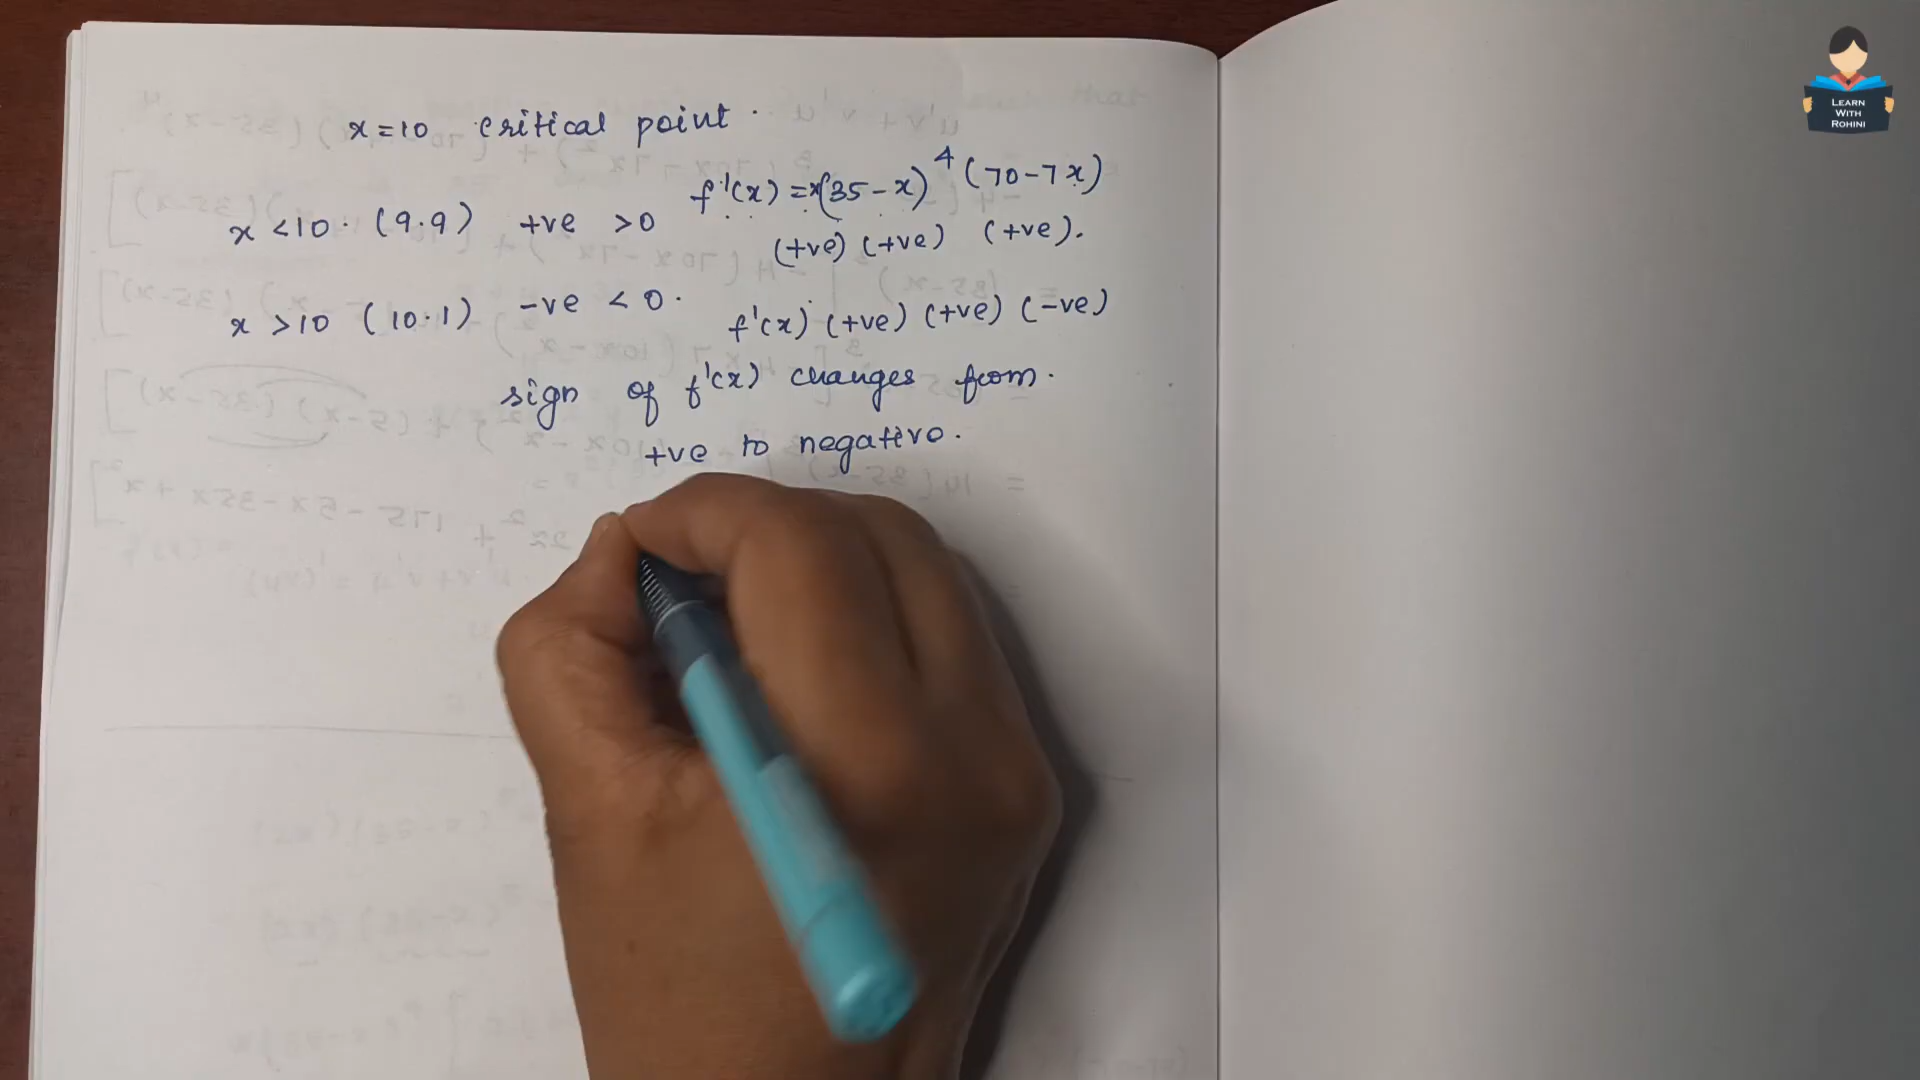 x=10 critical point.
f'(x) = x(35-x)^4 (70-7x)
x < 10. (9.9) +ve > 0
(+ve) (+ve) (+ve).
x > 10 (10.1) -ve < 0.
f'(x) (+ve) (+ve) (-ve)
sign of f'(x) changes from.
+ve to negative.
LEARN
WITH
ROHINI